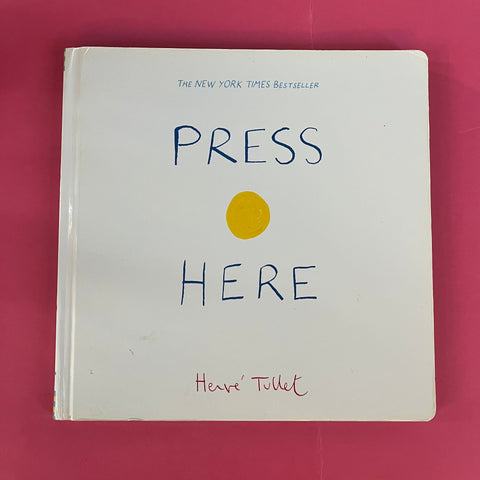 THE NEW YORK TIMES BESTSELLER
PRESS
HERE
Hervé Tullet